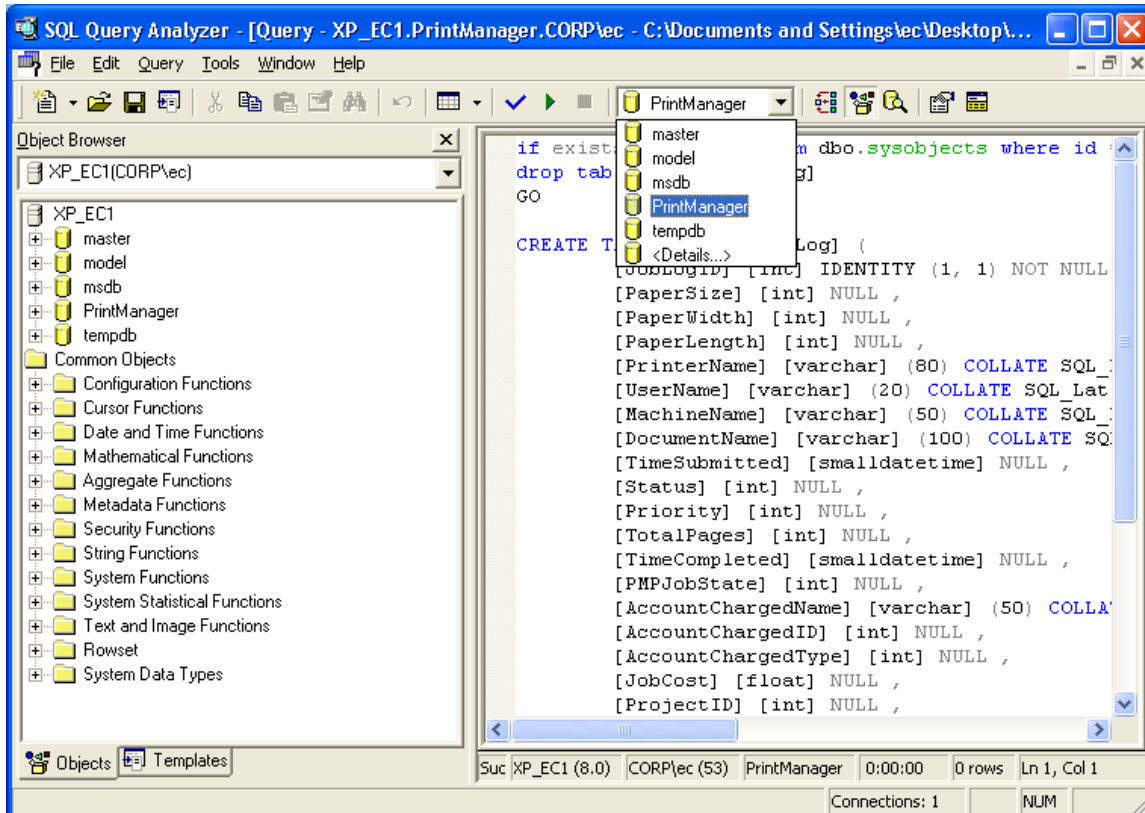 SQL Query Analyzer - [Query - XP_EC1.PrintManager.CORP\ec - C:\Documents and Settings\ec\Desktop\...
File Edit Query Tools Window Help
PrintManager
master
model
msdb
PrintManager
tempdb
<Details...>
Object Browser
XP_EC1(CORP\ec)
XP_EC1
master
model
msdb
PrintManager
tempdb
Common Objects
Configuration Functions
Cursor Functions
Date and Time Functions
Mathematical Functions
Aggregate Functions
Metadata Functions
Security Functions
String Functions
System Functions
System Statistical Functions
Text and Image Functions
Rowset
System Data Types
Objects Templates
if exist m dbo.sysobjects where id
drop tab g]
GO
CREATE T Log] (
[JobLogID] [int] IDENTITY (1, 1) NOT NULL
[PaperSize] [int] NULL ,
[PaperWidth] [int] NULL ,
[PaperLength] [int] NULL ,
[PrinterName] [varchar] (80) COLLATE SQL_
[UserName] [varchar] (20) COLLATE SQL_Lat
[MachineName] [varchar] (50) COLLATE SQL_
[DocumentName] [varchar] (100) COLLATE SQ
[TimeSubmitted] [smalldatetime] NULL ,
[Status] [int] NULL ,
[Priority] [int] NULL ,
[TotalPages] [int] NULL ,
[TimeCompleted] [smalldatetime] NULL ,
[PMPJobState] [int] NULL ,
[AccountChargedName] [varchar] (50) COLLA
[AccountChargedID] [int] NULL ,
[AccountChargedType] [int] NULL ,
[JobCost] [float] NULL ,
[ProjectID] [int] NULL ,
Suc XP_EC1 (8.0) CORP\ec (53) PrintManager 0:00:00 0 rows Ln 1, Col 1
Connections: 1 NUM